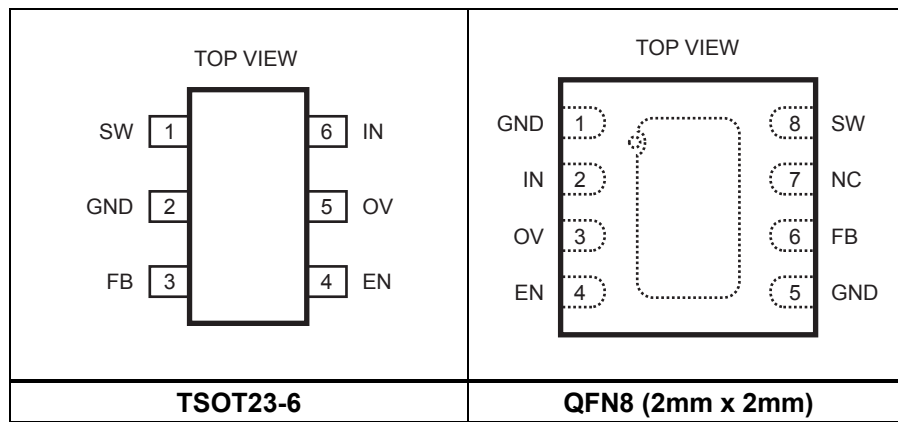 TOP VIEW
SW 1 6 IN
GND 2 5 OV
FB 3 4 EN
TSOT23-6
TOP VIEW
GND 1 8 SW
IN 2 7 NC
OV 3 6 FB
EN 4 5 GND
QFN8 (2mm x 2mm)